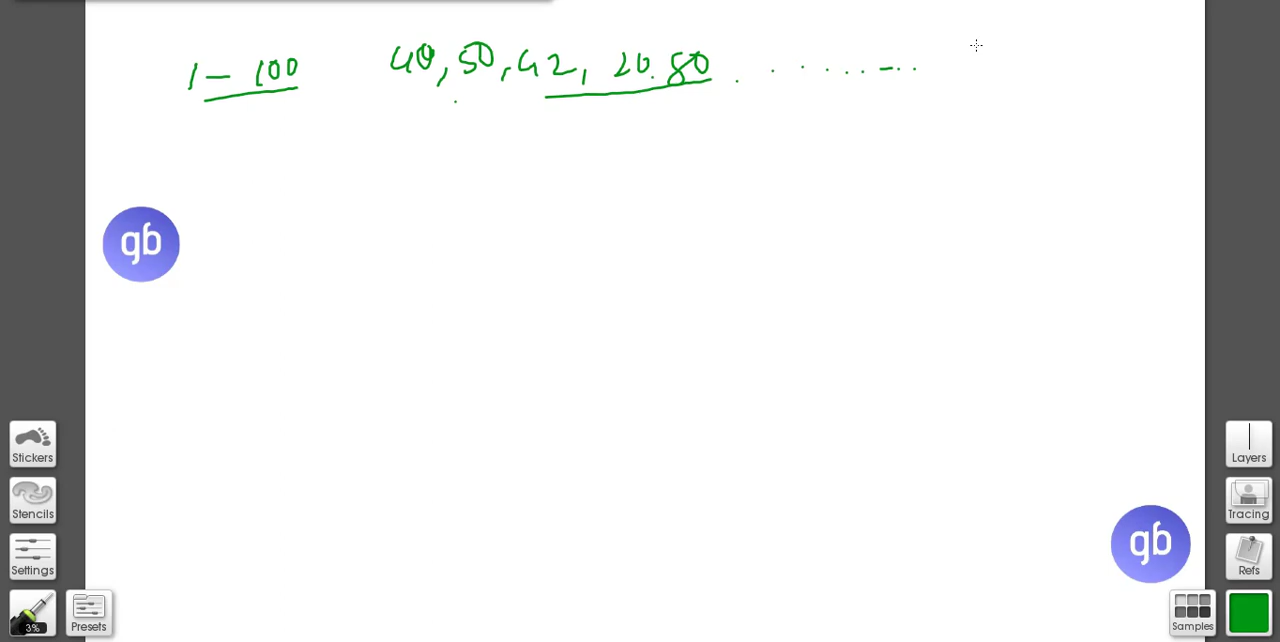 1 – 100 40, 50, 42, 20. 80 . . . . . . – . .
gb
Stickers
Stencils
Settings
3%
Presets
gb
Layers
Tracing
Refs
Samples